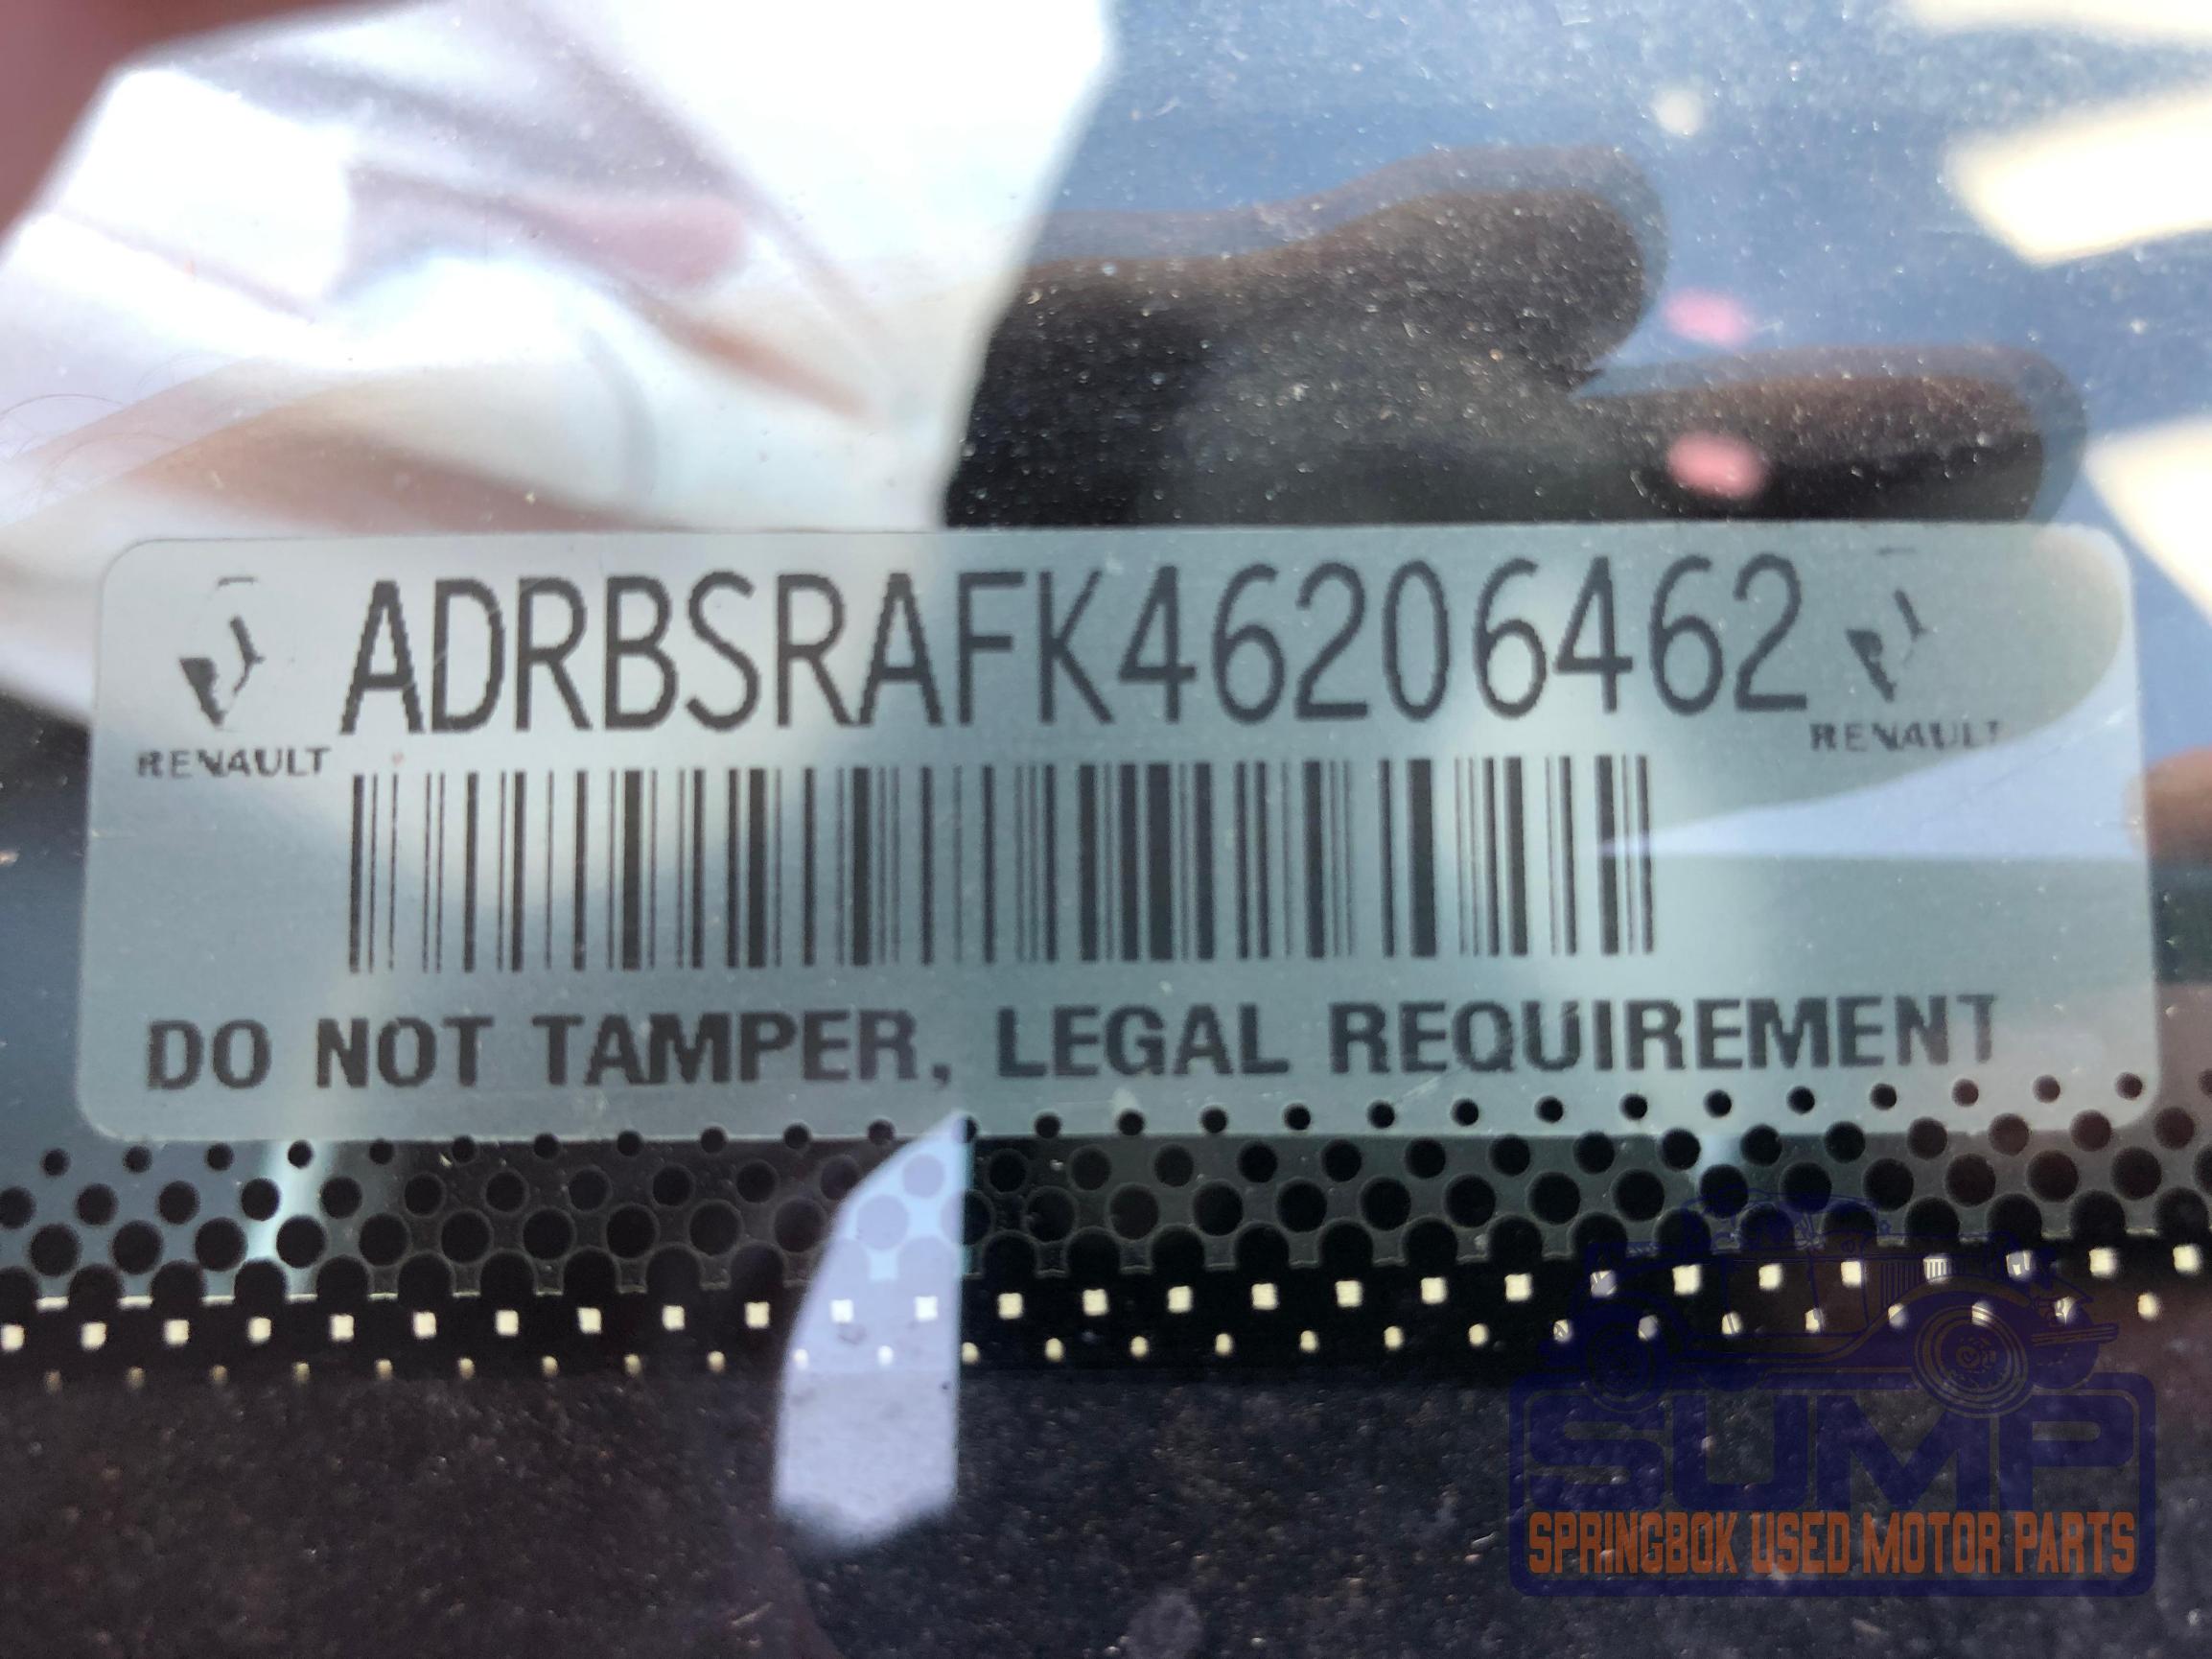 ADRBSRAFK46206462
RENAULT
RENAULT
DO NOT TAMPER, LEGAL REQUIREMENT
SUMP
SPRINGBOK USED MOTOR PARTS